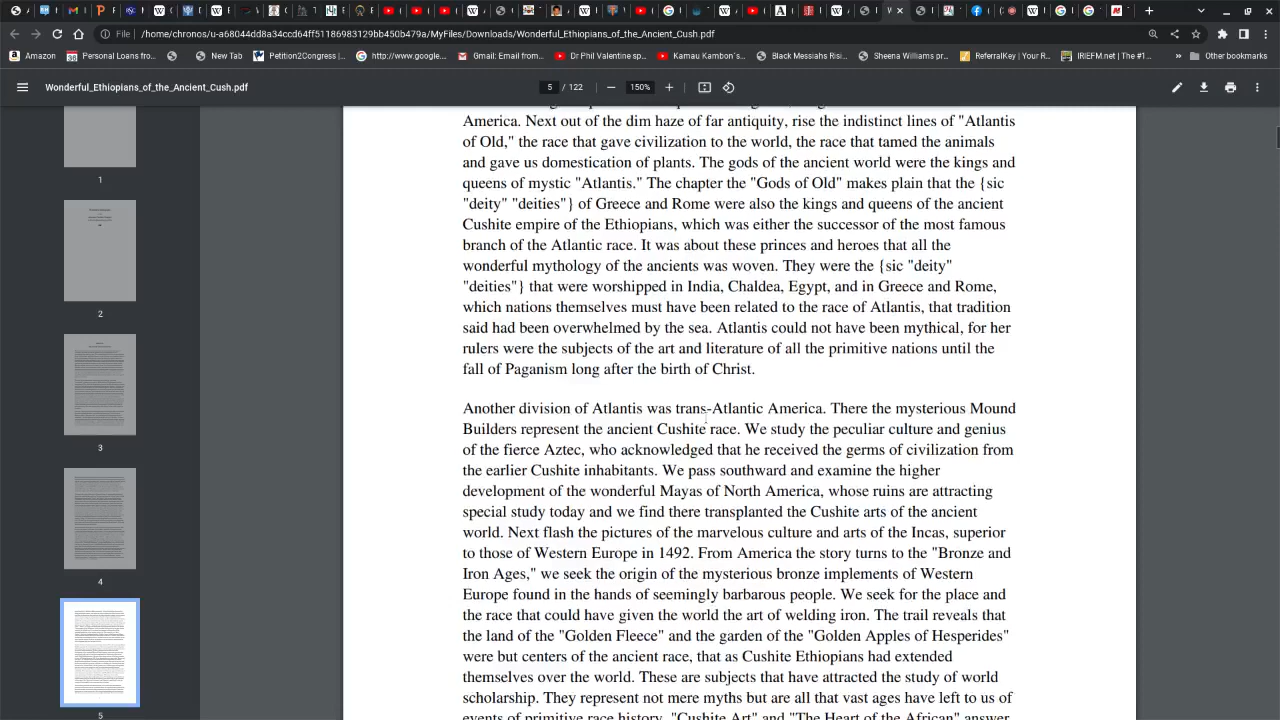 File /home/chronos/u-a68044dd8a34ccd64ff51186983129bb450b479a/MyFiles/Downloads/Wonderful_Ethiopians_of_the_Ancient_Cush.pdf
Amazon Personal Loans from... New Tab Petition2Congress |... http://www.google... Gmail: Email from... Dr Phil Valentine sp... Kamau Kambon's... Black Messiahs Risi... Sheena Williams pr... ReferralKey | Your R... IRIEFM.net | The #1... Other bookmarks
Wonderful_Ethiopians_of_the_Ancient_Cush.pdf 5 / 122 150%
1
2
3
4
5
America. Next out of the dim haze of far antiquity, rise the indistinct lines of "Atlantis
of Old," the race that gave civilization to the world, the race that tamed the animals
and gave us domestication of plants. The gods of the ancient world were the kings and
queens of mystic "Atlantis." The chapter the "Gods of Old" makes plain that the {sic
"deity" "deities"} of Greece and Rome were also the kings and queens of the ancient
Cushite empire of the Ethiopians, which was either the successor of the most famous
branch of the Atlantic race. It was about these princes and heroes that all the
wonderful mythology of the ancients was woven. They were the {sic "deity"
"deities"} that were worshipped in India, Chaldea, Egypt, and in Greece and Rome,
which nations themselves must have been related to the race of Atlantis, that tradition
said had been overwhelmed by the sea. Atlantis could not have been mythical, for her
rulers were the subjects of the art and literature of all the primitive nations until the
fall of Paganism long after the birth of Christ.
Another division of Atlantis was trans-Atlantic America. There the mysterious Mound
Builders represent the ancient Cushite race. We study the peculiar culture and genius
of the fierce Aztec, who acknowledged that he received the germs of civilization from
the earlier Cushite inhabitants. We pass southward and examine the higher
development of the wonderful Mayas of North America, whose ruins are attracting
special study today and we find there transplanted the Cushite arts of the ancient
world. Next flash the pictures of the marvelous culture and arts of the Incas, superior
to those of Western Europe in 1492. From America the story turns to the "Bronze and
Iron Ages," we seek the origin of the mysterious bronze implements of Western
Europe found in the hands of seemingly barbarous people. We seek for the place and
the race that could have given the world the art of welding iron. The trail reveals that
the land of the "Golden Fleece" and the garden of the "Golden Apples of Hesperides"
were but centers of the ancient race, that as Cushite Ethiopians had extended
themselves over the world. These are subjects that have attracted the study of world
scholarship. They represent not mere myths but are all that past ages have left to us of
events of primitive race history. "Cushite Art" and "The Heart of the African" answer